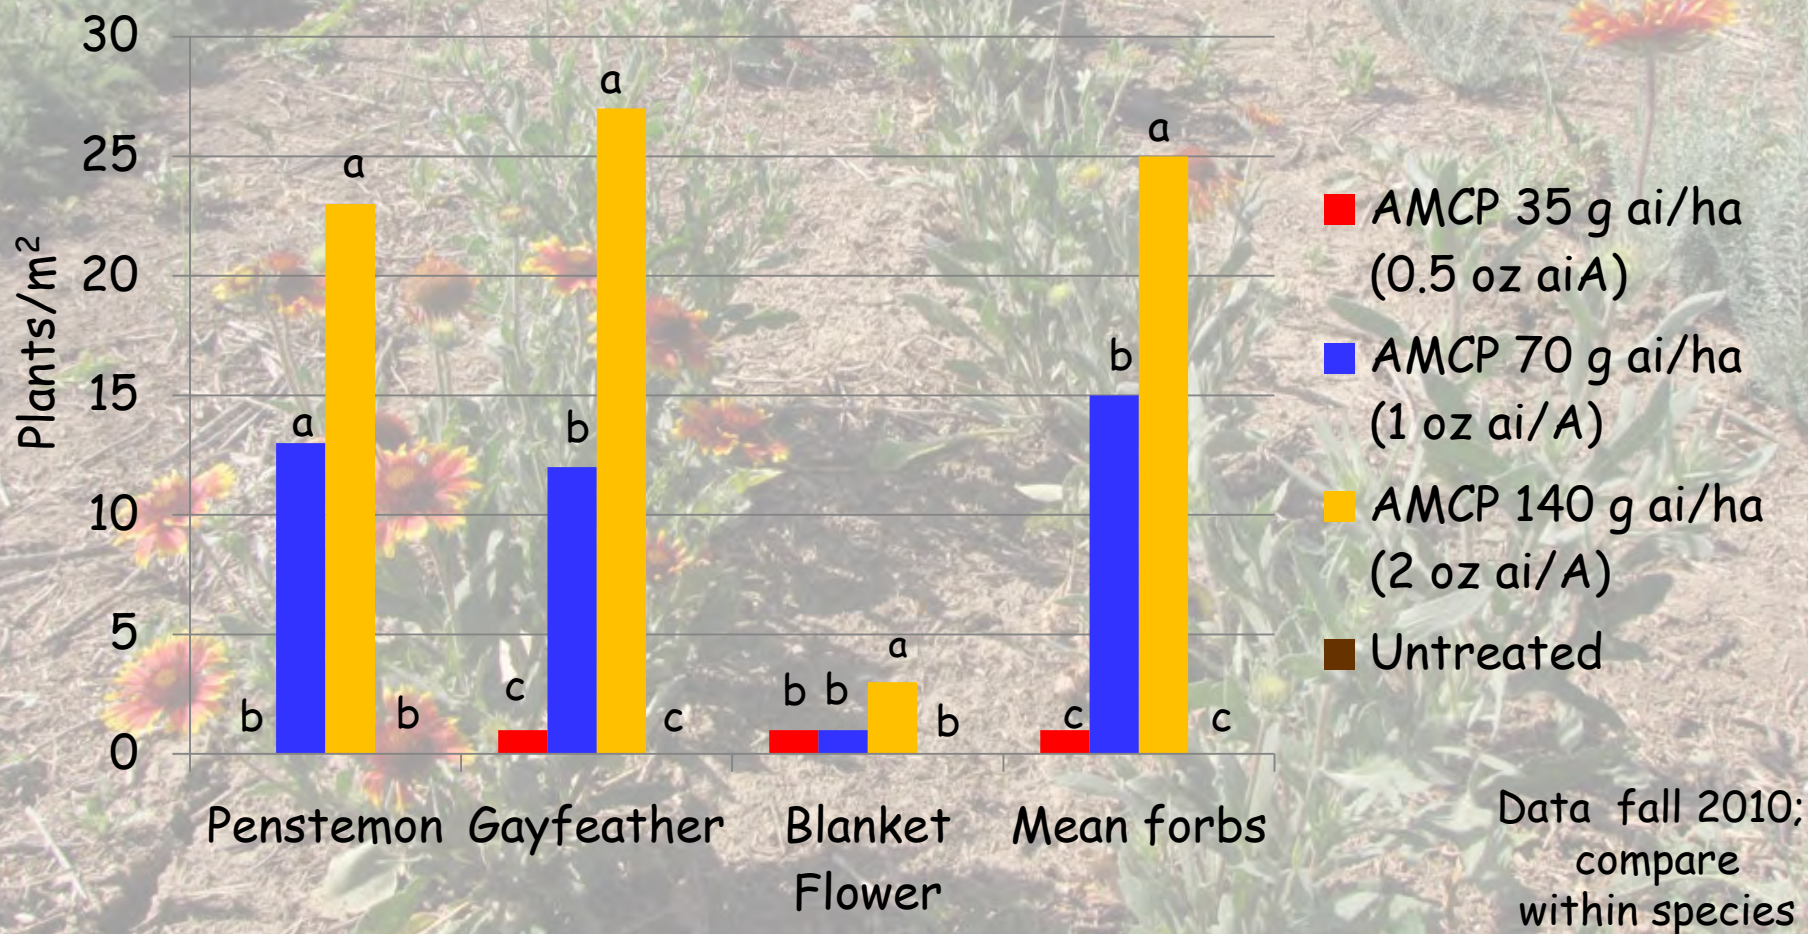 30
25
20
15
10
5
0
Plants/m²
a
a
b
b
a
b
c
c
a
b
b
b
a
b
c
c
Penstemon
Gayfeather
Blanket
Flower
Mean forbs
AMCP 35 g ai/ha
(0.5 oz aiA)
AMCP 70 g ai/ha
(1 oz ai/A)
AMCP 140 g ai/ha
(2 oz ai/A)
Untreated
Data fall 2010;
compare
within species